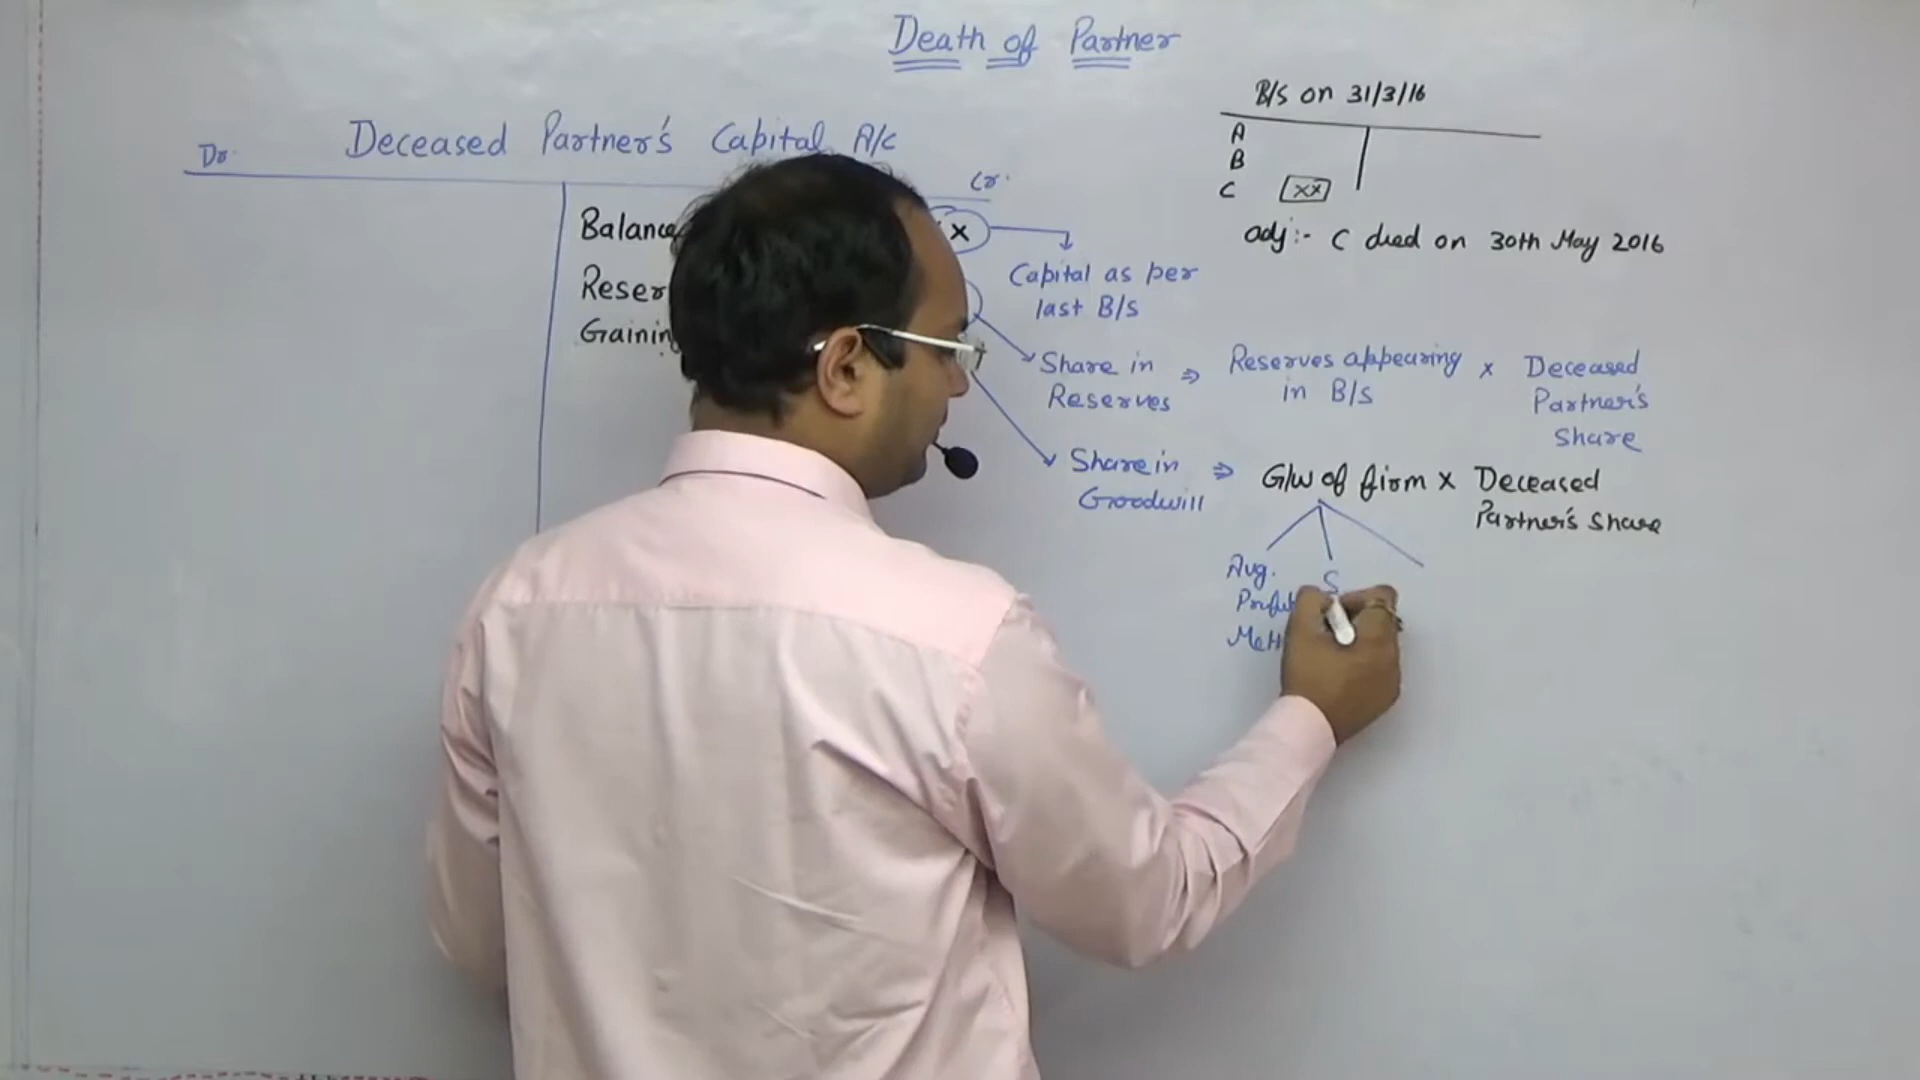 Death of Partner
B/S on 31/3/16
A
B
C XX
adj:- C died on 30th May 2016
Deceased Partner's Capital A/c
Dr.
Cr.
Balance
X
Capital as per
last B/S
Share in
Reserves
⇒ Reserves appearing
in B/S
x Deceased
Partner's
Share
Share in
Goodwill
⇒ G/w of firm x Deceased
Partner's Share
Avg.
S